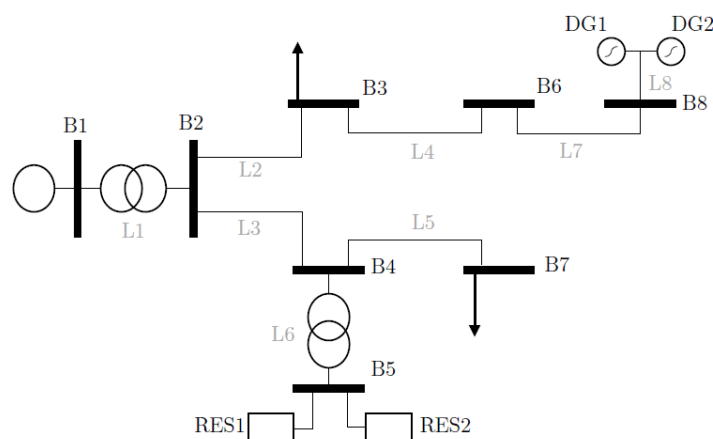 DG1 DG2
B3 B6 L8 B8
B1 B2
L2 L4 L7
L1 L3 L5
B4 B7
L6
B5
RES1 RES2